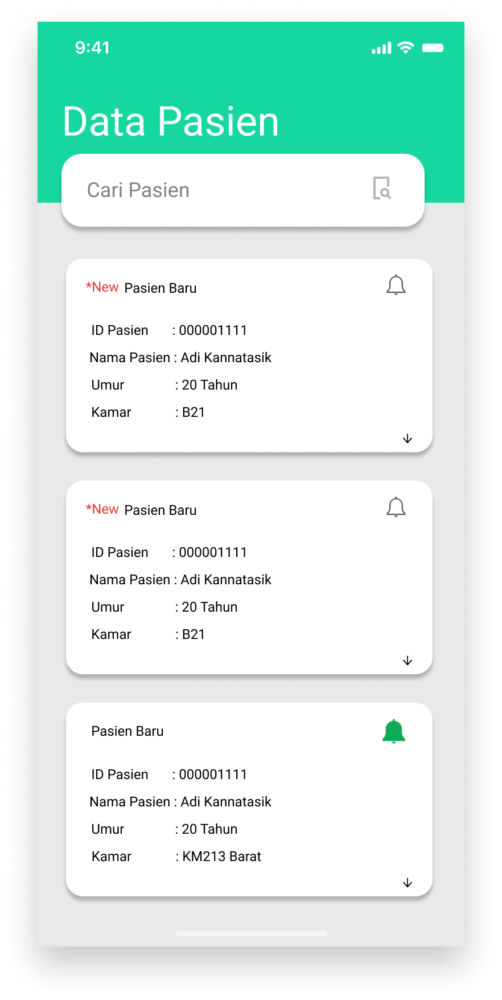 9:41
Data Pasien
Cari Pasien
*New Pasien Baru
ID Pasien : 000001111
Nama Pasien : Adi Kannatasik
Umur : 20 Tahun
Kamar : B21
*New Pasien Baru
ID Pasien : 000001111
Nama Pasien : Adi Kannatasik
Umur : 20 Tahun
Kamar : B21
Pasien Baru
ID Pasien : 000001111
Nama Pasien : Adi Kannatasik
Umur : 20 Tahun
Kamar : KM213 Barat